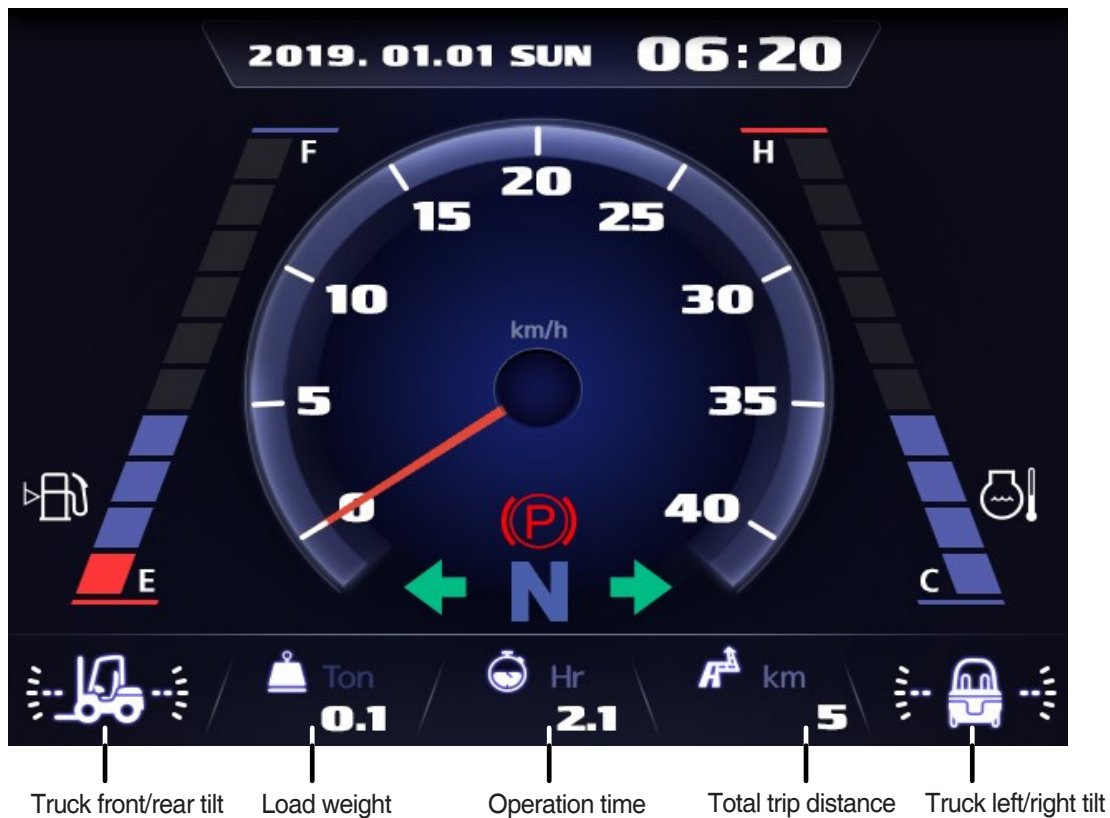 2019. 01.01 SUN 06:20
F H
20
15 25
10 30
km/h
5 35
0 40
(P)
E N C
Ton Hr km
0.1 2.1 5
Truck front/rear tilt Load weight Operation time Total trip distance Truck left/right tilt